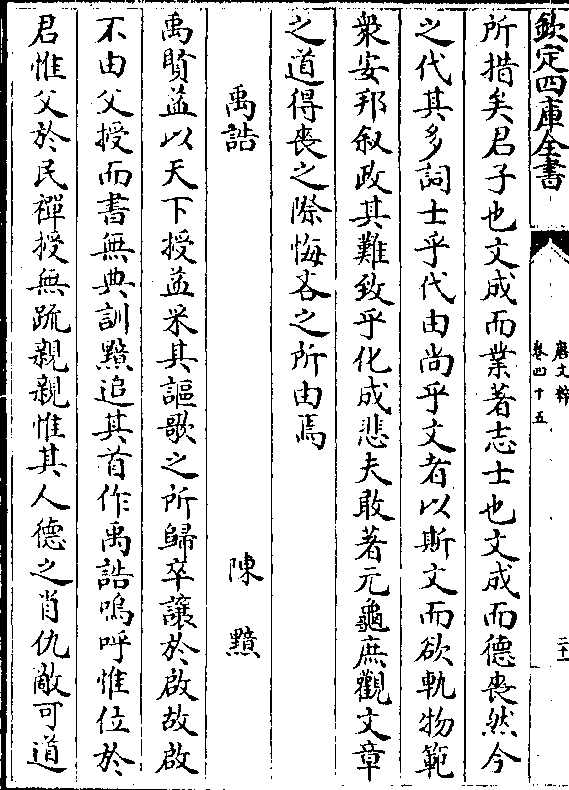 欽定四庫全書
唐文粹
卷四十五
二十一
所措矣君子也文成而業著志士也文成而德喪然今
之代其多詞士乎代由尚乎文者以斯文而欲軌物範
衆安邦叙政其難致乎化成悲夫敢著元龜庶觀文章
之道得喪之際悔吝之所由焉
禹誥 陳黯
禹賢益以天下授益采其謳歌之所歸卒讓於啟故啟
不由父授而書無典訓黯追其首作禹誥嗚呼惟位於
君惟父於民禪授無疏親親惟其人德之肖仇敵可道